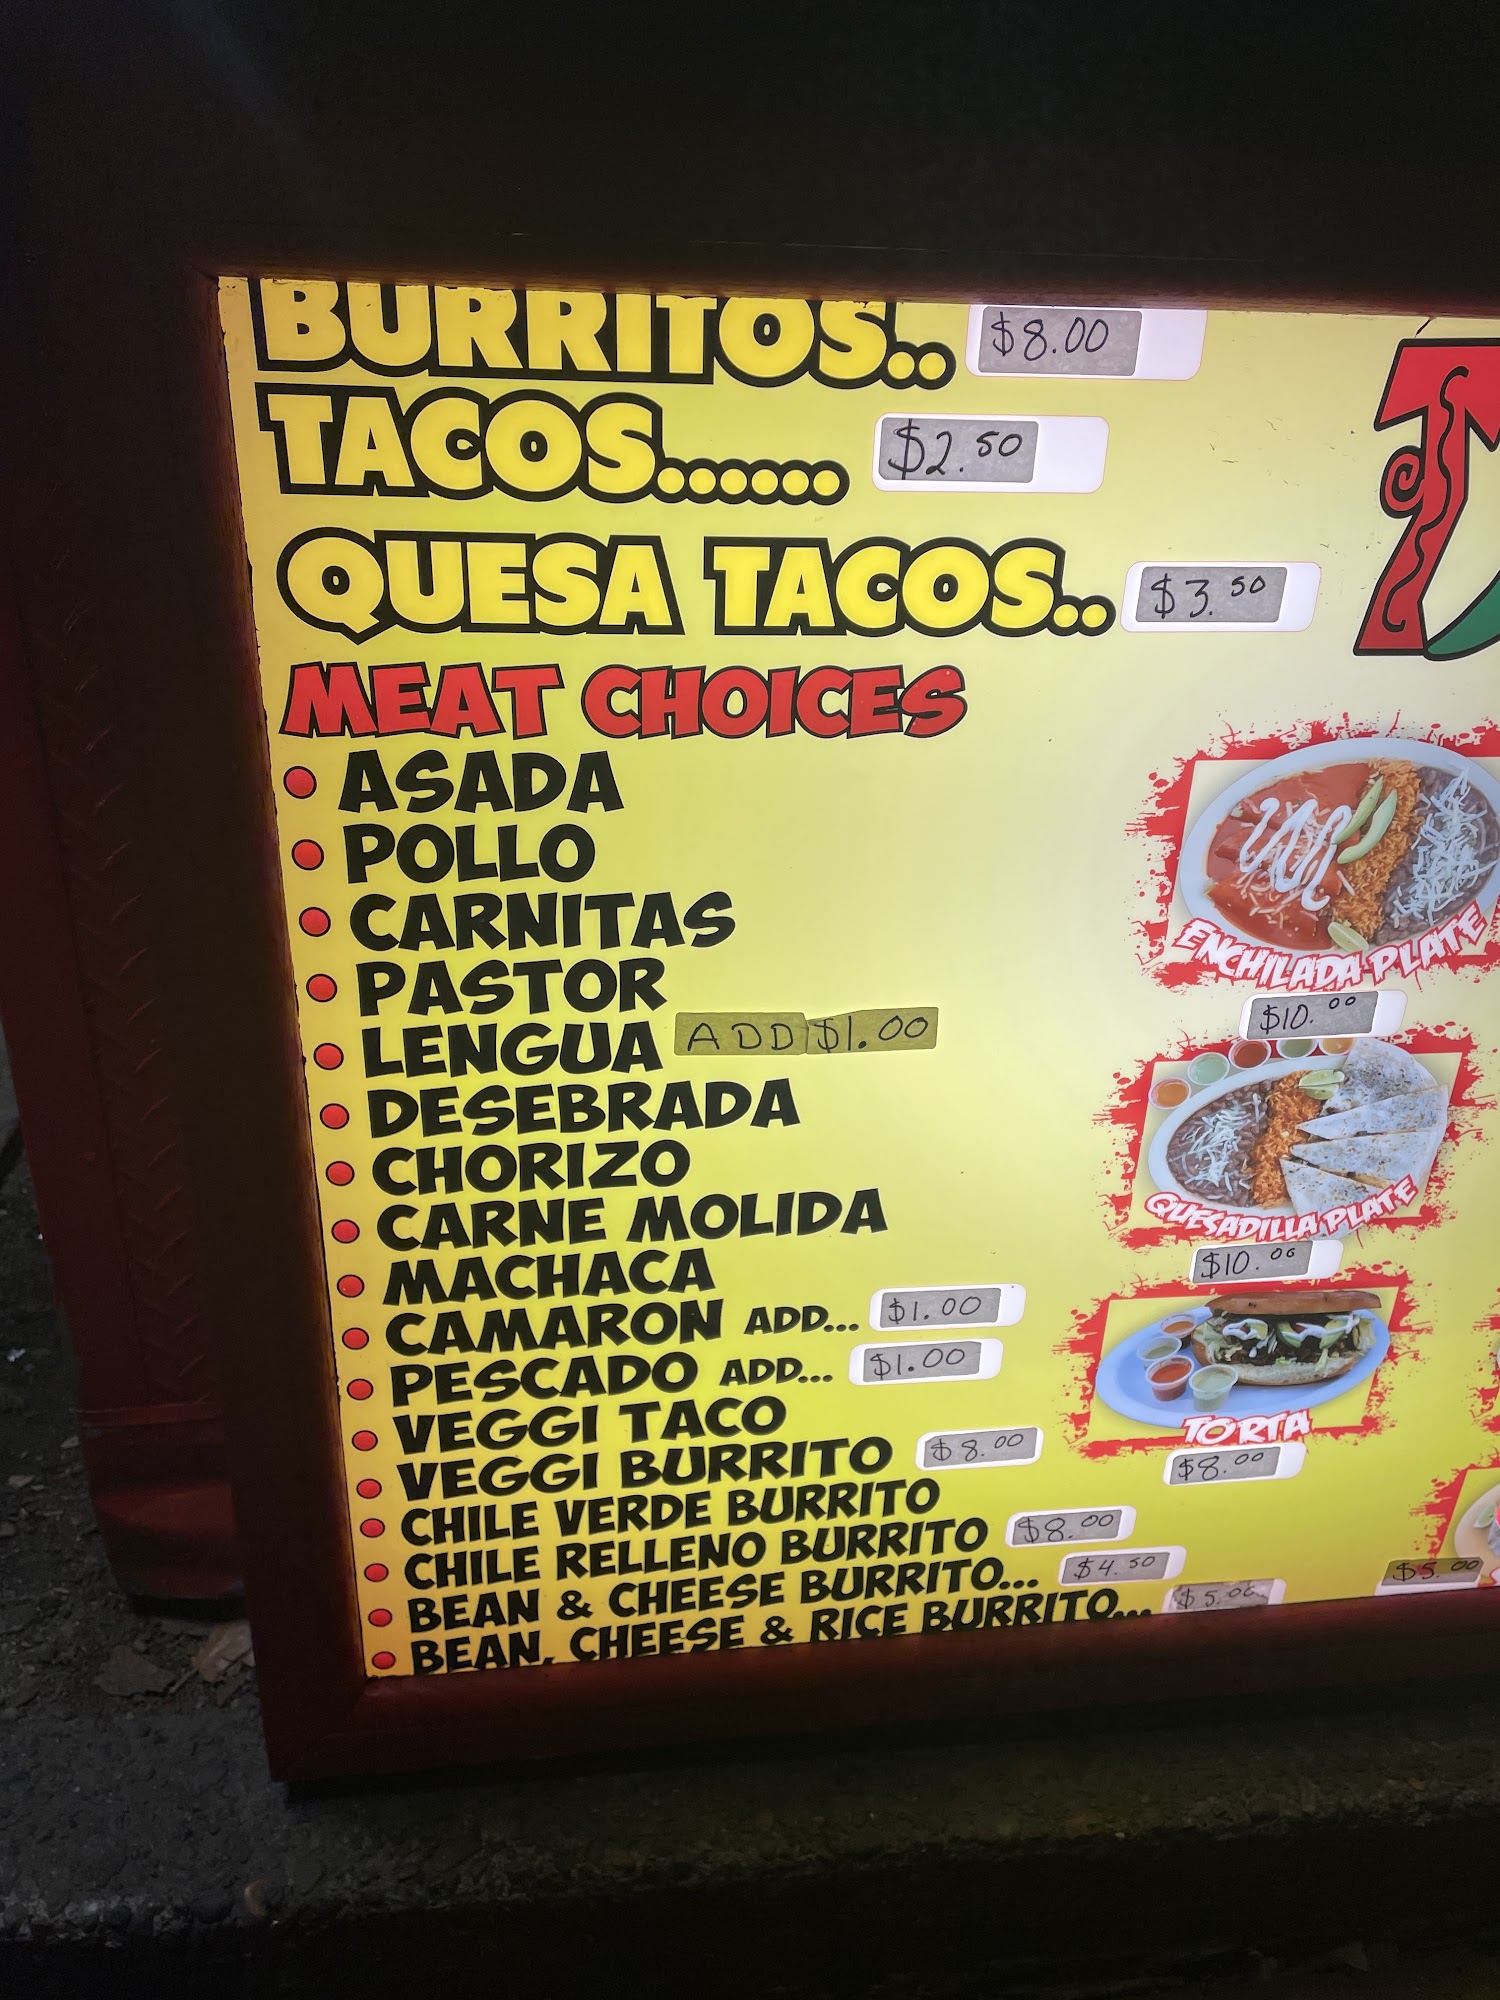 BURRITOS.. $8.00
TACOS....... $2.50
QUESA TACOS.. $3.50
MEAT CHOICES
• ASADA
• POLLO
• CARNITAS
• PASTOR
• LENGUA ADD $1.00
• DESEBRADA
• CHORIZO
• CARNE MOLIDA
• MACHACA
• CAMARON ADD... $1.00
• PESCADO ADD... $1.00
• VEGGI TACO
• VEGGI BURRITO $8.00
• CHILE VERDE BURRITO
• CHILE RELLENO BURRITO $8.00
• BEAN & CHEESE BURRITO... $4.50
• BEAN, CHEESE & RICE BURRITO... $5.00
ENCHILADA PLATE
$10.00
QUESADILLA PLATE
$10.00
TORTA
$8.00
$5.00